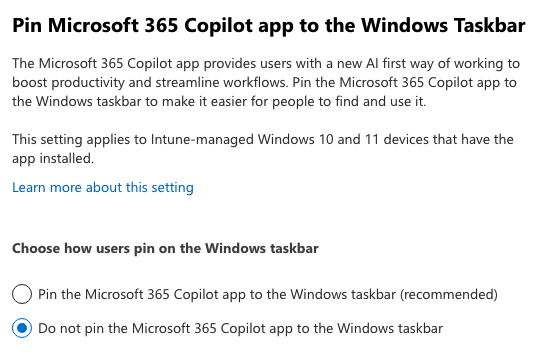 Pin Microsoft 365 Copilot app to the Windows Taskbar
The Microsoft 365 Copilot app provides users with a new AI first way of working to
boost productivity and streamline workflows. Pin the Microsoft 365 Copilot app to
the Windows taskbar to make it easier for people to find and use it.
This setting applies to Intune-managed Windows 10 and 11 devices that have the
app installed.
Learn more about this setting
Choose how users pin on the Windows taskbar
Pin the Microsoft 365 Copilot app to the Windows taskbar (recommended)
Do not pin the Microsoft 365 Copilot app to the Windows taskbar